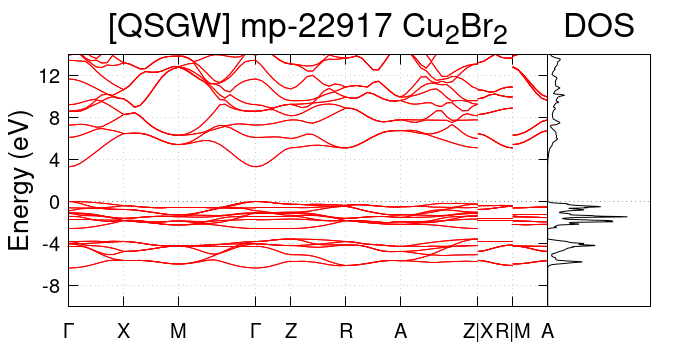 [QSGW] mp-22917 Cu₂Br₂ DOS
Energy (eV)
12
8
4
0
-4
-8
Γ X M Γ Z R A Z|X R|M A